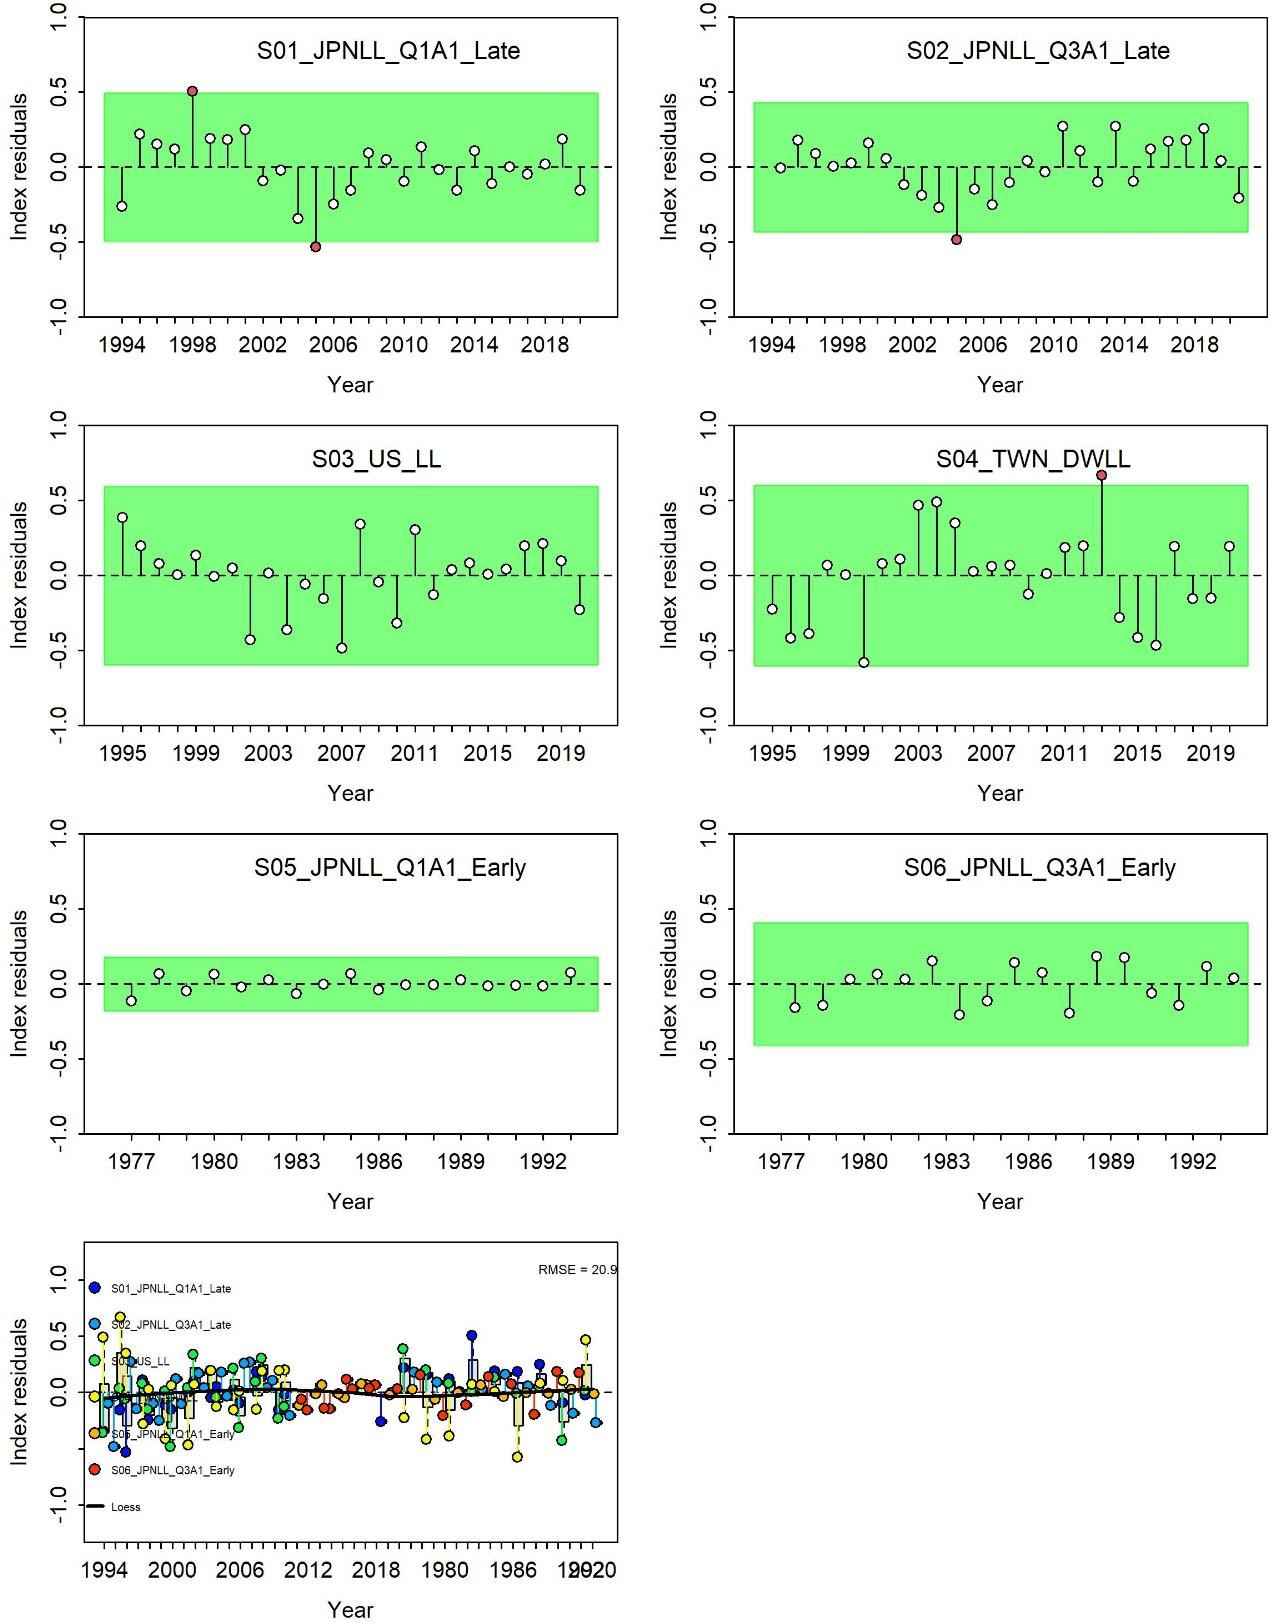 S01_JPNLL_Q1A1_Late
Index residuals
1.0
0.5
0.0
-0.5
-1.0
1994 1998 2002 2006 2010 2014 2018
Year
S02_JPNLL_Q3A1_Late
Index residuals
1.0
0.5
0.0
-0.5
-1.0
1994 1998 2002 2006 2010 2014 2018
Year
S03_US_LL
Index residuals
1.0
0.5
0.0
-0.5
-1.0
1995 1999 2003 2007 2011 2015 2019
Year
S04_TWN_DWLL
Index residuals
1.0
0.5
0.0
-0.5
-1.0
1995 1999 2003 2007 2011 2015 2019
Year
S05_JPNLL_Q1A1_Early
Index residuals
1.0
0.5
0.0
-0.5
-1.0
1977 1980 1983 1986 1989 1992
Year
S06_JPNLL_Q3A1_Early
Index residuals
1.0
0.5
0.0
-0.5
-1.0
1977 1980 1983 1986 1989 1992
Year
RMSE = 20.9
Index residuals
1.0
0.5
0.0
-1.0
S01_JPNLL_Q1A1_Late
S02_JPNLL_Q3A1_Late
S03_US_LL
S05_JPNLL_Q1A1_Early
S06_JPNLL_Q3A1_Early
Loess
1994 2000 2006 2012 2018 1980 1986 1992 2020
Year